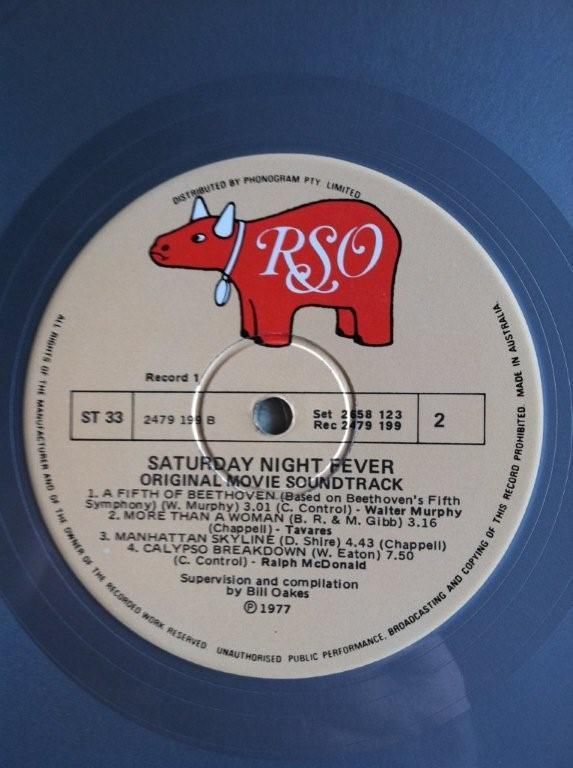 DISTRIBUTED BY PHONOGRAM PTY. LIMITED
RSO
Record 1
ST 33
2479 199 B
Set 2658 123
Rec 2479 199
2
SATURDAY NIGHT FEVER
ORIGINAL MOVIE SOUNDTRACK
1. A FIFTH OF BEETHOVEN (Based on Beethoven's Fifth
Symphony) (W. Murphy) 3.01 (C. Control) - Walter Murphy
2. MORE THAN A WOMAN (B. R. & M. Gibb) 3.16
(Chappell) - Tavares
3. MANHATTAN SKYLINE (D. Shire) 4.43 (Chappell)
4. CALYPSO BREAKDOWN (W. Eaton) 7.50
(C. Control) - Ralph McDonald
Supervision and compilation
by Bill Oakes
Ⓟ 1977
ALL RIGHTS OF THE MANUFACTURER AND OF THE OWNER OF THE RECORDED WORK RESERVED UNAUTHORISED PUBLIC PERFORMANCE, BROADCASTING AND COPYING OF THIS RECORD PROHIBITED. MADE IN AUSTRALIA.